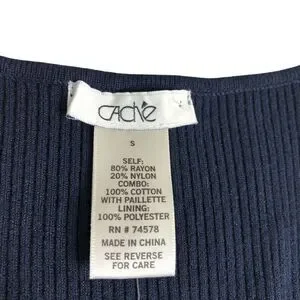 CACHÉ
S
SELF:
80% RAYON
20% NYLON
COMBO:
100% COTTON
WITH PAILLETTE
LINING:
100% POLYESTER
RN # 74578
MADE IN CHINA
SEE REVERSE
FOR CARE